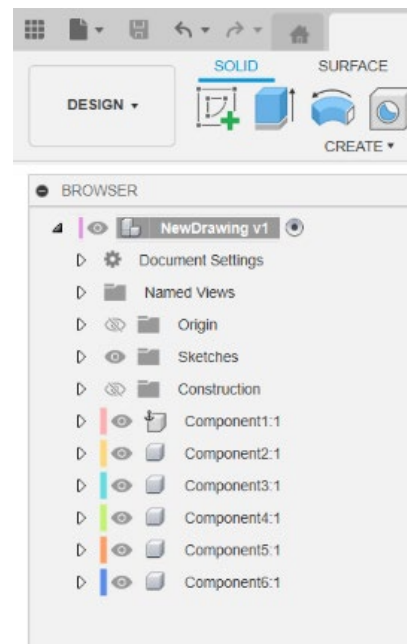 SOLID SURFACE
DESIGN
CREATE
BROWSER
NewDrawing v1
Document Settings
Named Views
Origin
Sketches
Construction
Component1:1
Component2:1
Component3:1
Component4:1
Component5:1
Component6:1